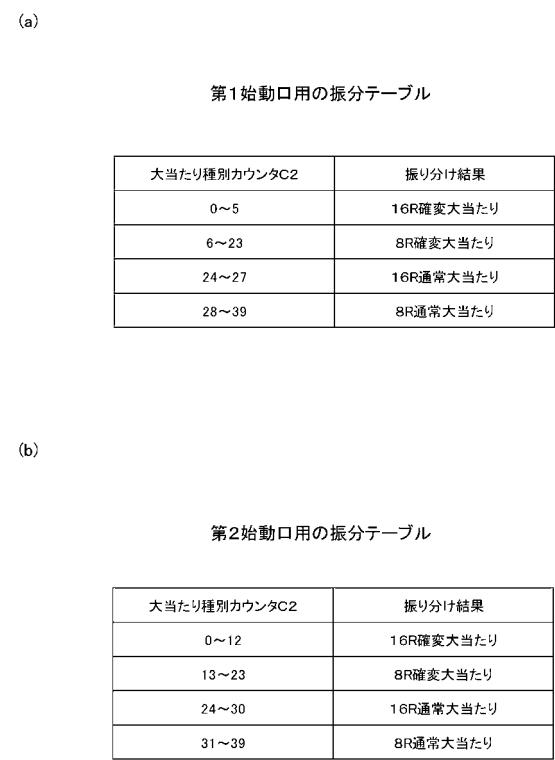 (a)
第1始動口用の振分テーブル
大当たり種別カウンタC2 振り分け結果
0～5 16R確変大当たり
6～23 8R確変大当たり
24～27 16R通常大当たり
28～39 8R通常大当たり
(b)
第2始動口用の振分テーブル
大当たり種別カウンタC2 振り分け結果
0～12 16R確変大当たり
13～23 8R確変大当たり
24～30 16R通常大当たり
31～39 8R通常大当たり